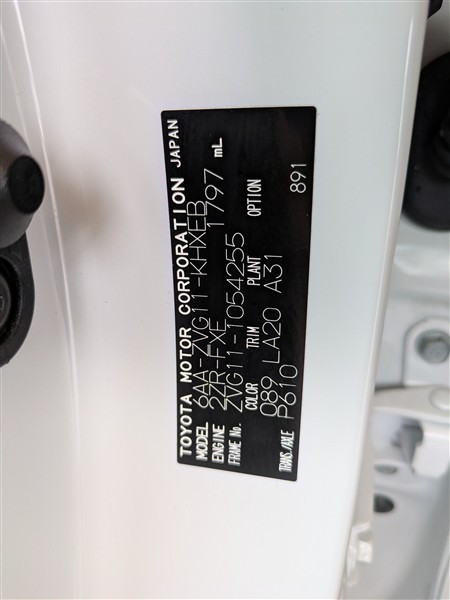 TOYOTA MOTOR CORPORATION JAPAN
MODEL 6AA-ZVG11-KHXEB
ENGINE 2ZR-FXE 1797 mL
FRAME No. ZVG11-1054255
COLOR TRIM PLANT OPTION
089 LA20 A31 891
TRANS./AXLE P610